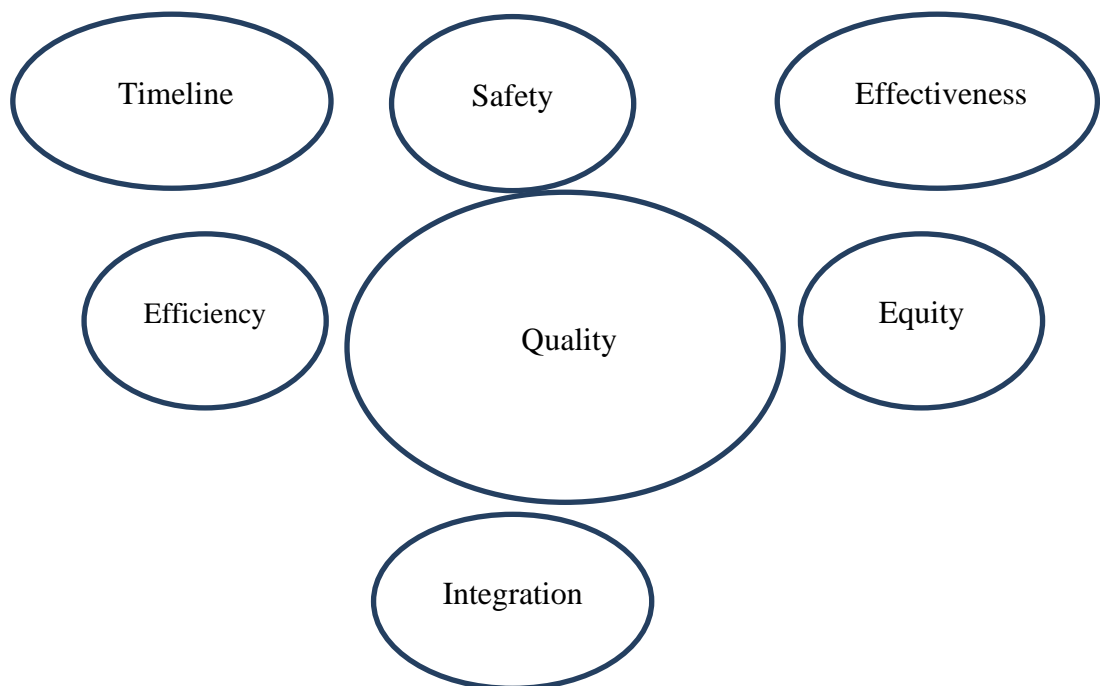 Timeline
Safety
Effectiveness
Efficiency
Quality
Equity
Integration